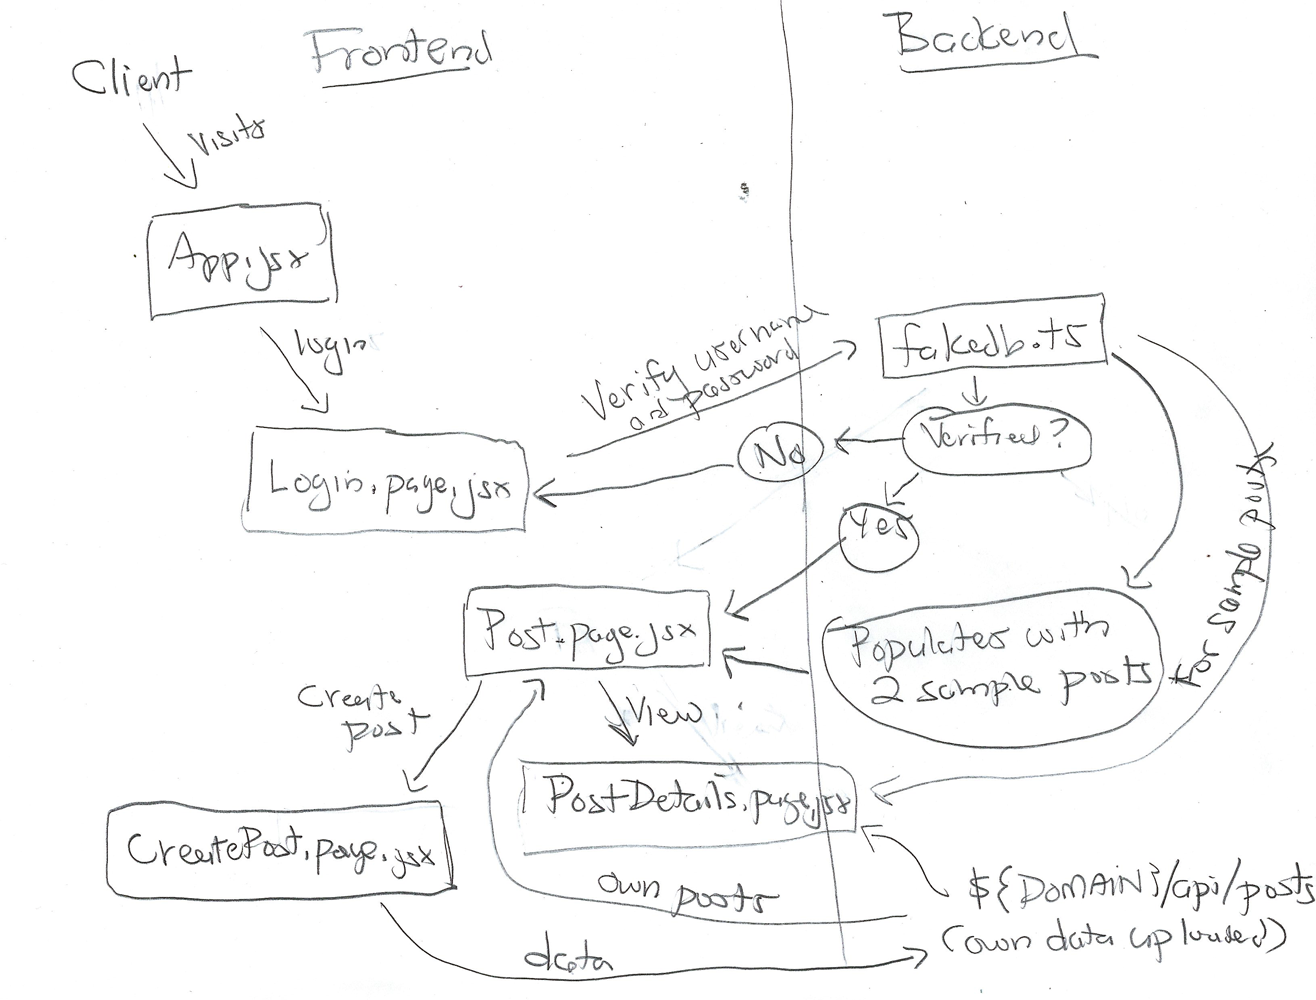 Frontend
Backend
Client
Visits
App.jsx
login
Verify username
and password
fakedb.ts
Verified?
No
Yes
Login.page.jsx
Post.page.jsx
Populates with
2 sample posts
for sample posts
Create
post
View
PostDetails.page.jsx
CreatePost.page.jsx
own posts
${DOMAIN}/api/posts
(own data uploaded)
data